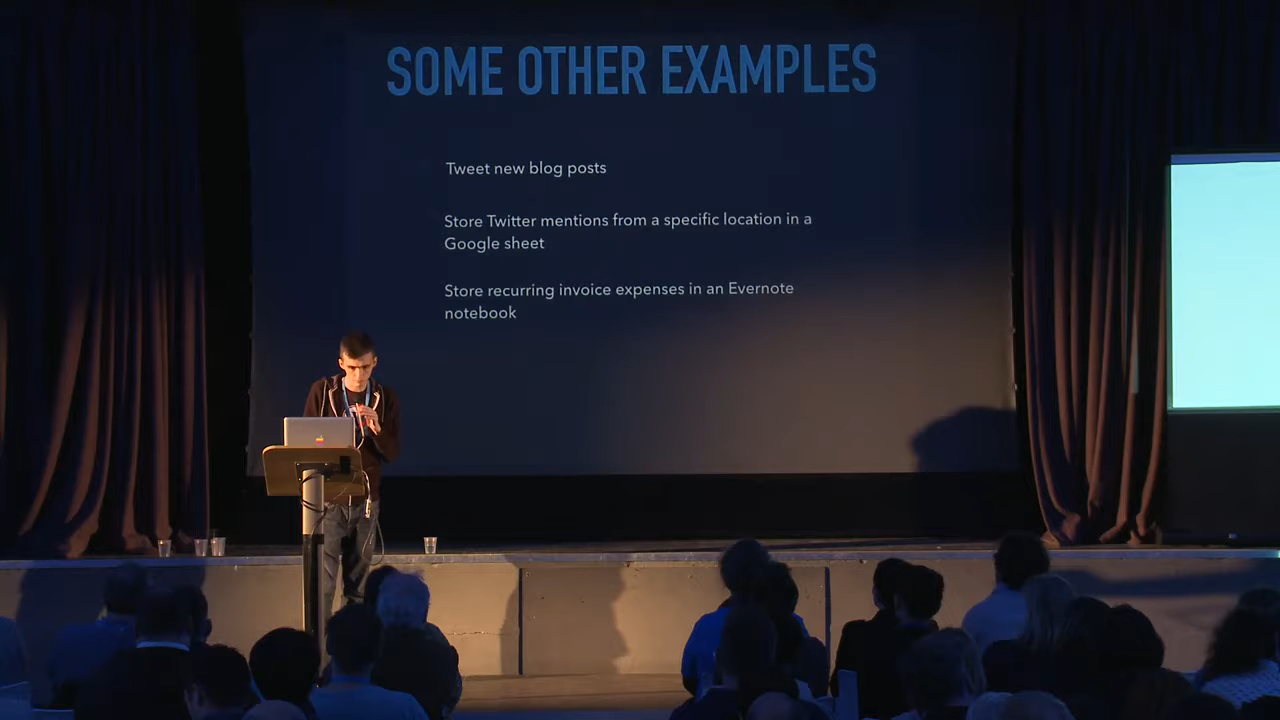 SOME OTHER EXAMPLES
Tweet new blog posts
Store Twitter mentions from a specific location in a
Google sheet
Store recurring invoice expenses in an Evernote
notebook